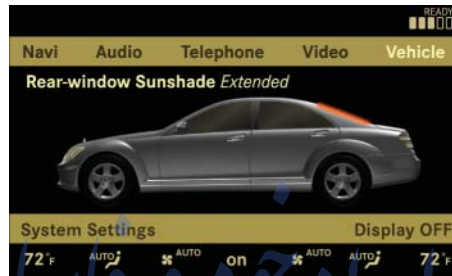 READY
Navi Audio Telephone Video Vehicle
Rear-window Sunshade Extended
System Settings Display OFF
72°F AUTO AUTO on AUTO AUTO 72°F